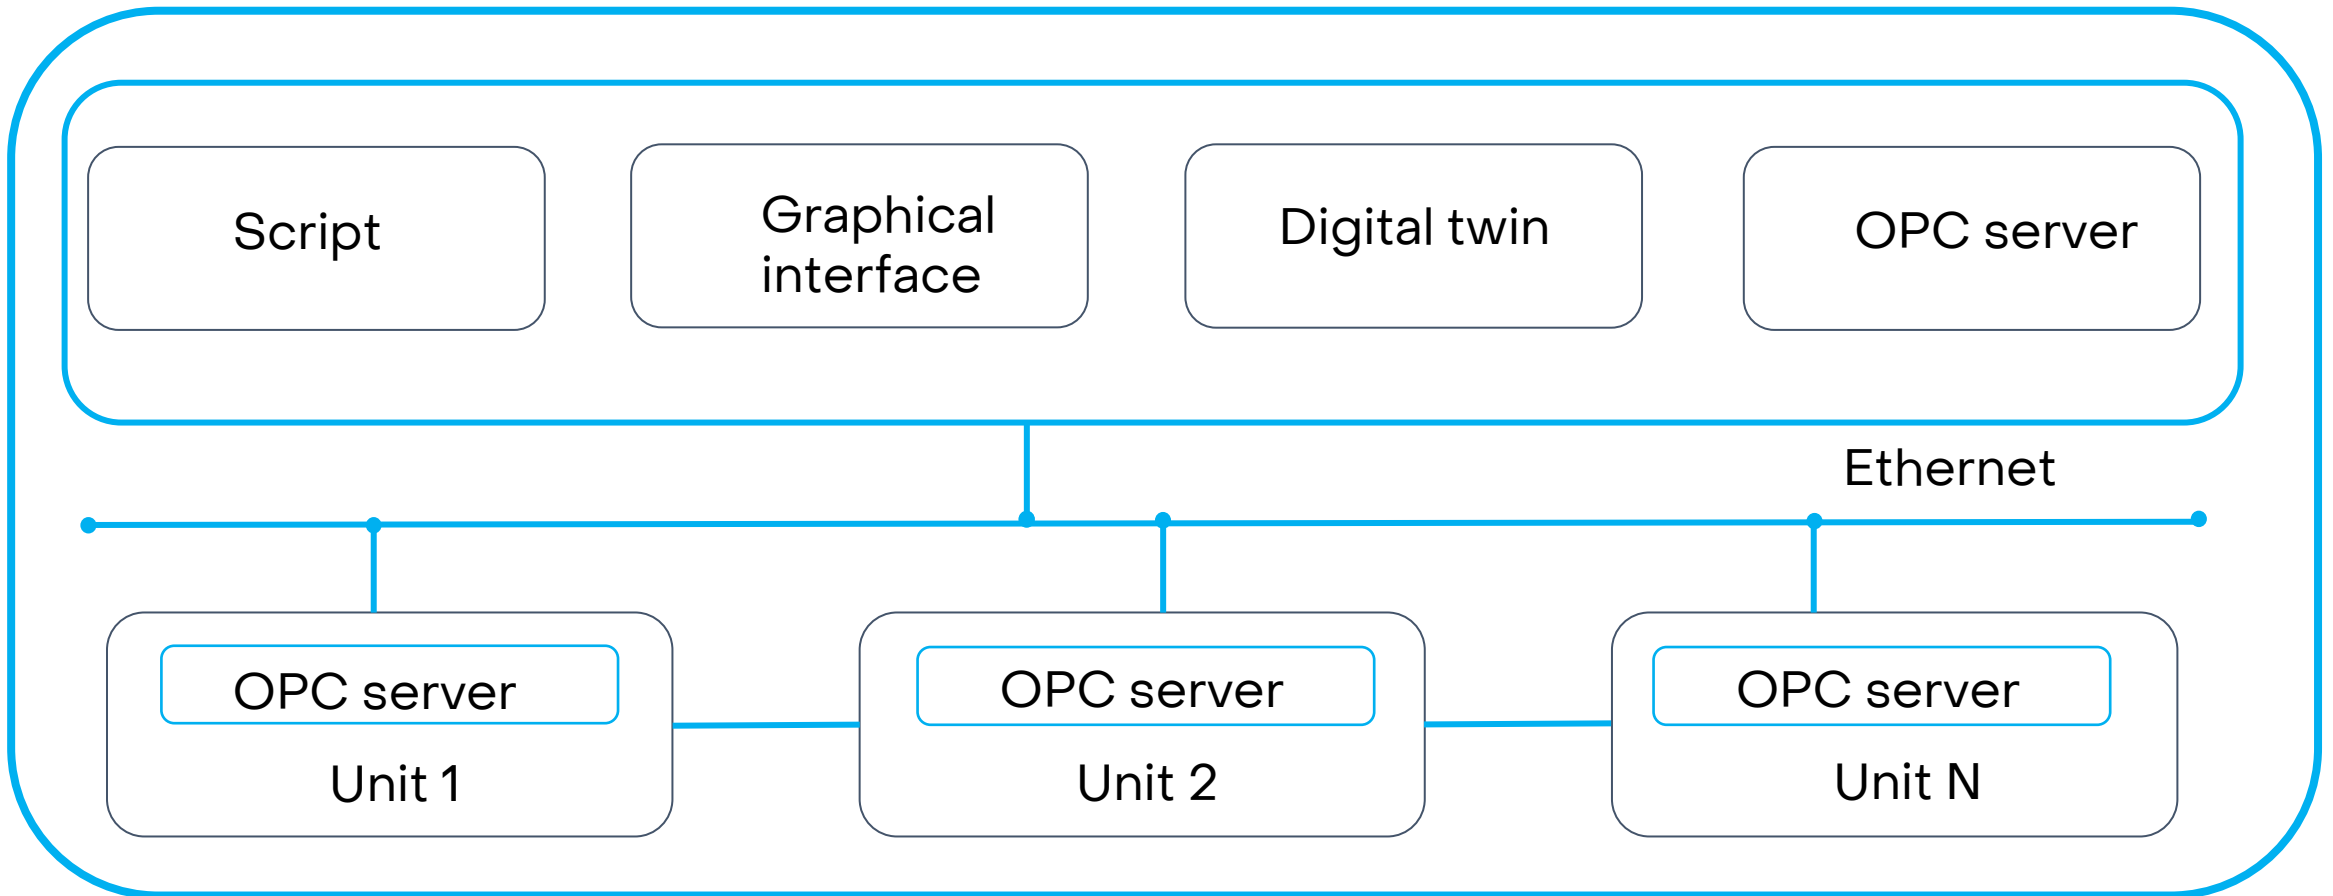 Script
Graphical
interface
Digital twin
OPC server
Ethernet
OPC server
OPC server
OPC server
Unit 1
Unit 2
Unit N